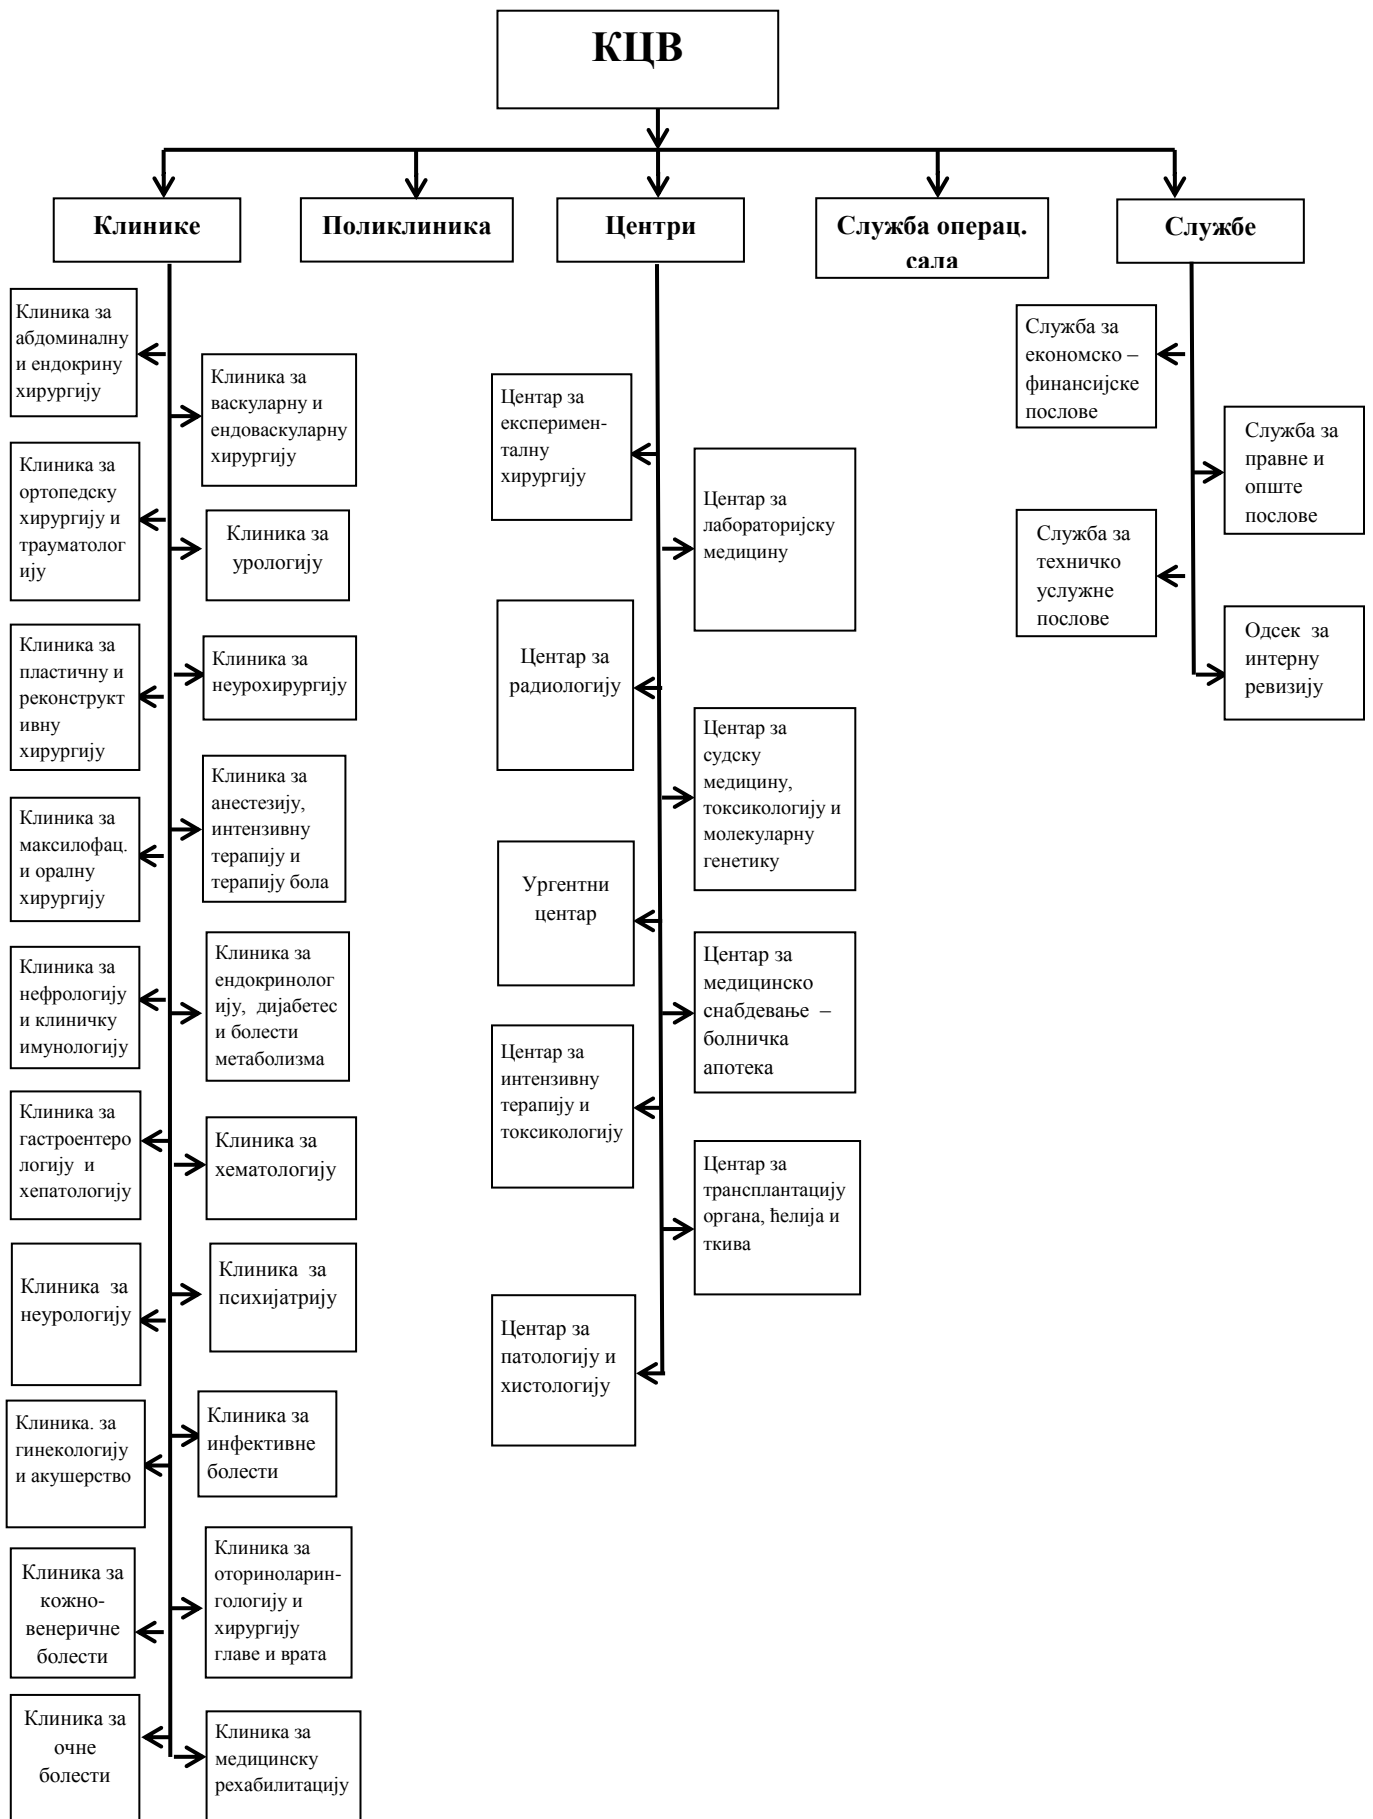 КЦВ
Клинике
Поликлиника
Центри
Служба операц.
сала
Службе
Клиника за
абдоминалну
и ендокрину
хирургију
Клиника за
васкуларну и
ендоваскуларну
хирургију
Клиника за
ортопедску
хирургију и
трауматолог
ију
Клиника за
урологију
Клиника за
пластичну и
реконструкт
ивну
хирургију
Клиника за
неурохирургију
Клиника за
анестезију,
интензивну
терапију и
терапију бола
Клиника за
максилофац.
и оралну
хирургију
Клиника за
нефрологију
и клиничку
имунологију
Клиника за
ендокринолог
ију, дијабетес
и болести
метаболизма
Клиника за
гастроентеро
логију и
хепатологију
Клиника за
хематологију
Клиника за
неурологију
Клиника за
психијатрију
Клиника. за
гинекологију
и акушерство
Клиника за
инфективне
болести
Клиника за
кожно-
венеричне
болести
Клиника за
оториноларин-
гологију и
хирургију
главе и врата
Клиника за
очне
болести
Клиника за
медицинску
рехабилитацију
Центар за
експеримен-
талну
хирургију
Центар за
лабораторијску
медицину
Центар за
радиологију
Центар за
судску
медицину,
токсикологију и
молекуларну
генетику
Ургентни
центар
Центар за
медицинско
снабдевање –
болничка
апотека
Центар за
интензивну
терапију и
токсикологију
Центар за
трансплантацију
органа, ћелија и
ткива
Центар за
патологију и
хистологију
Служба за
економско –
финансијске
послове
Служба за
правне и
опште
послове
Служба за
техничко
услужне
послове
Одсек за
интерну
ревизију